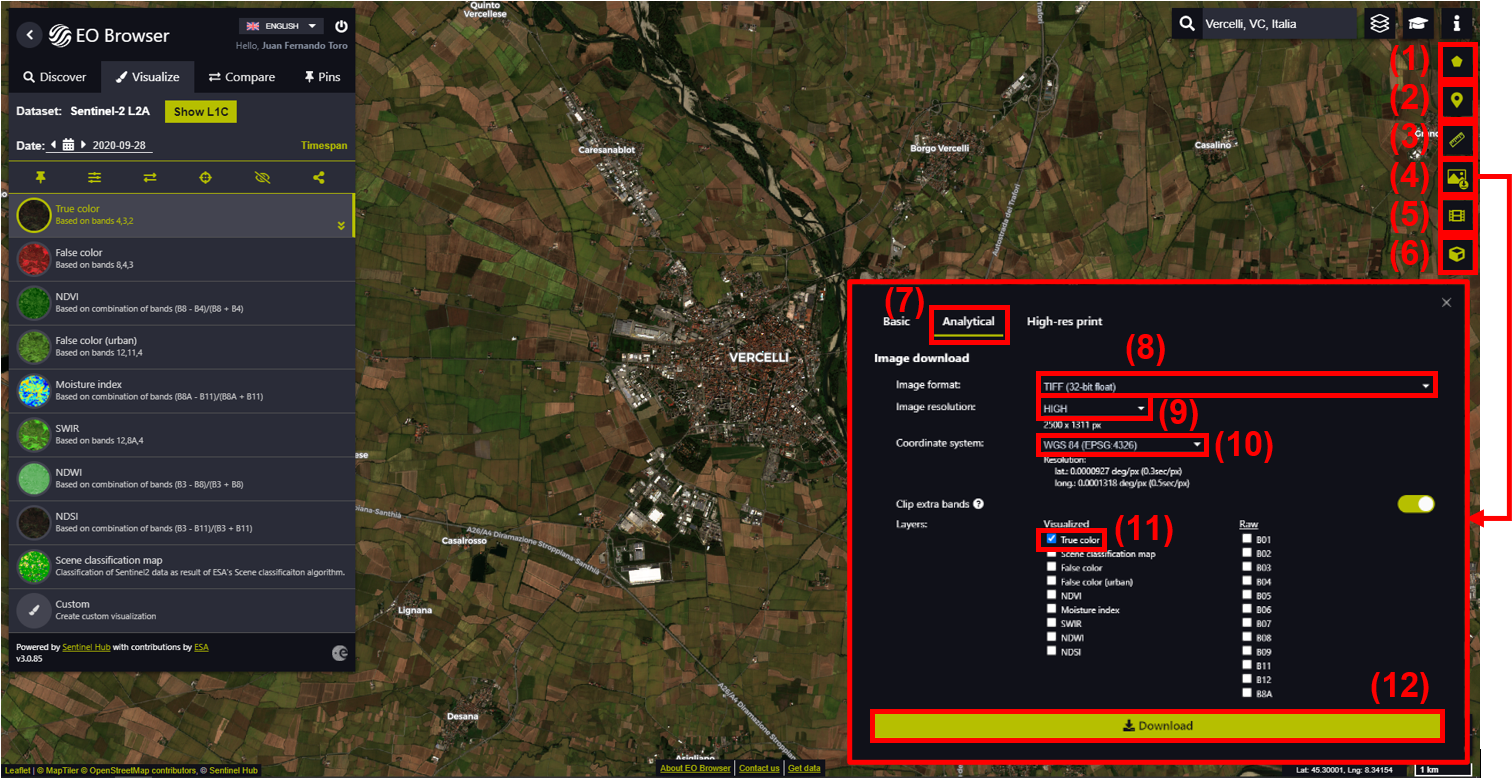 EO Browser
ENGLISH
Hello, Juan Fernando Toro
Discover
Visualize
Compare
Pins
Dataset: Sentinel-2 L2A
Show L1C
Date: 2020-09-28
Timespan
True color
Based on bands 4,3,2
False color
Based on bands 8,4,3
NDVI
Based on combination of bands (B8 - B4)/(B8 + B4)
False color (urban)
Based on bands 12,11,4
Moisture index
Based on combination of bands (B8A - B11)/(B8A + B11)
SWIR
Based on bands 12,8A,4
NDWI
Based on combination of bands (B3 - B8)/(B3 + B8)
NDSI
Based on combination of bands (B3 - B11)/(B3 + B11)
Scene classification map
Classification of Sentinel2 data as result of ESA's Scene classificaiton algorithm.
Custom
Create custom visualization
Powered by Sentinel Hub with contributions by ESA
v3.0.85
Leaflet | © MapTiler © OpenStreetMap contributors, © Sentinel Hub
Quinto
Vercellese
Caresanablot
Borgo Vercelli
Casalino
Autostrada dei Trafori
VERCELLI
A26/A4 Diramazione Stroppiana-Santhià
Casalrosso
Lignana
A26/A4 Diramazione Stroppiana-Santhià
Desana
Asigliano
About EO Browser
Contact us
Get data
Vercelli, VC, Italia
(1)
(2)
(3)
(4)
(5)
(6)
(7)
Basic
Analytical
High-res print
Image download
(8)
Image format:
TIFF (32-bit float)
Image resolution:
HIGH
(9)
2500 x 1311 px
Coordinate system:
WGS 84 (EPSG:4326)
(10)
Resolution:
lat.: 0.0000927 deg/px (0.3sec/px)
long.: 0.0001318 deg/px (0.5sec/px)
Clip extra bands
Layers:
Visualized
True color
(11)
Scene classification map
False color
False color (urban)
NDVI
Moisture index
SWIR
NDWI
NDSI
Raw
B01
B02
B03
B04
B05
B06
B07
B08
B09
B11
B12
B8A
(12)
Download
Lat: 45.30001, Lng: 8.34154
1 km